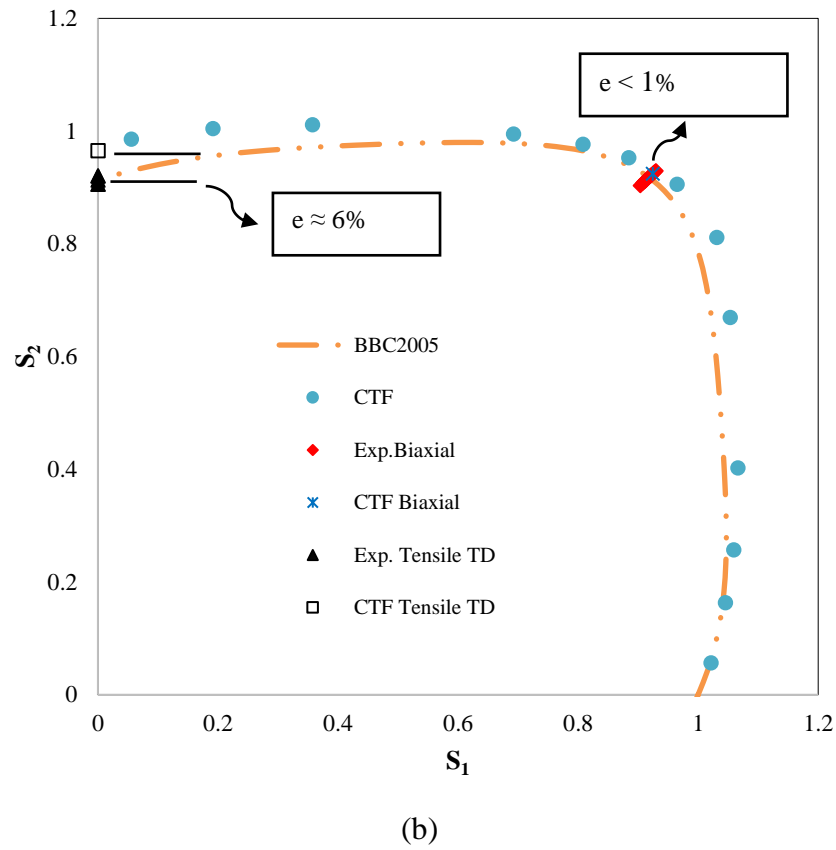 1.2
1
0.8
0.6
0.4
0.2
0
S2
e < 1%
e ≈ 6%
BBC2005
CTF
Exp.Biaxial
CTF Biaxial
Exp. Tensile TD
CTF Tensile TD
0 0.2 0.4 0.6 0.8 1 1.2
S1
(b)